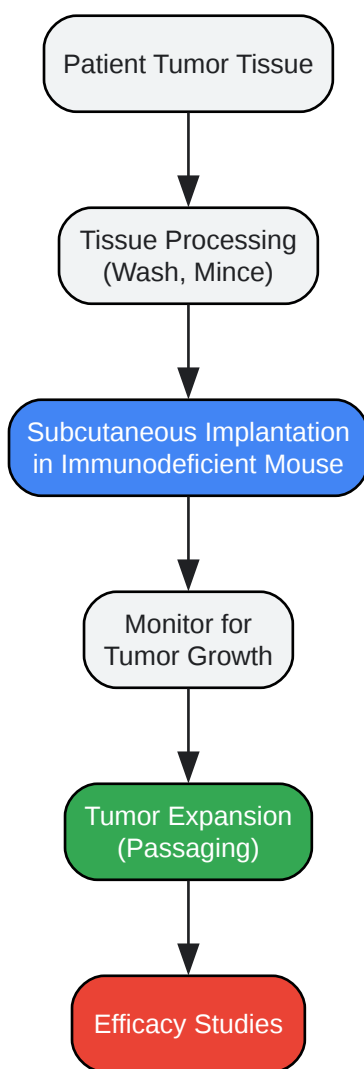 Patient Tumor Tissue
Tissue Processing
(Wash, Mince)
Subcutaneous Implantation
in Immunodeficient Mouse
Monitor for
Tumor Growth
Tumor Expansion
(Passaging)
Efficacy Studies